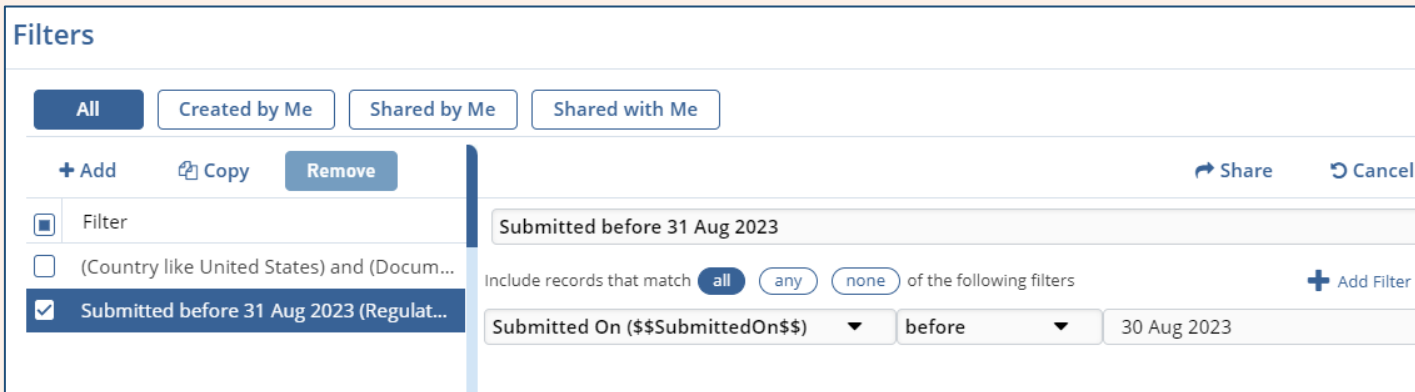 Filters
All Created by Me Shared by Me Shared with Me
+ Add Copy Remove Share Cancel
Filter
Submitted before 31 Aug 2023
(Country like United States) and (Docum...
Include records that match all any none of the following filters + Add Filter
Submitted before 31 Aug 2023 (Regulat...
Submitted On ($$SubmittedOn$$) before 30 Aug 2023